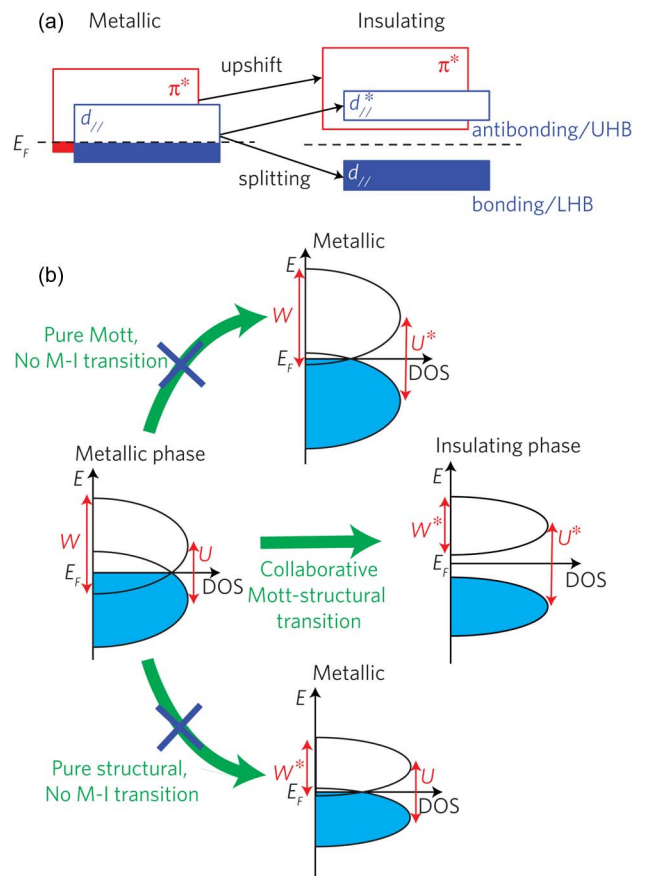 (a)
Metallic
Insulating
π*
upshift
π*
d//
d//*
E_F
antibonding/UHB
splitting
d//
bonding/LHB
(b)
Metallic
E
W
U*
Pure Mott,
No M-I transition
E_F
DOS
Metallic phase
Insulating phase
E
E
W
U
W*
U*
E_F
E_F
DOS
DOS
Collaborative
Mott-structural
transition
Metallic
E
W*
U
Pure structural,
No M-I transition
E_F
DOS